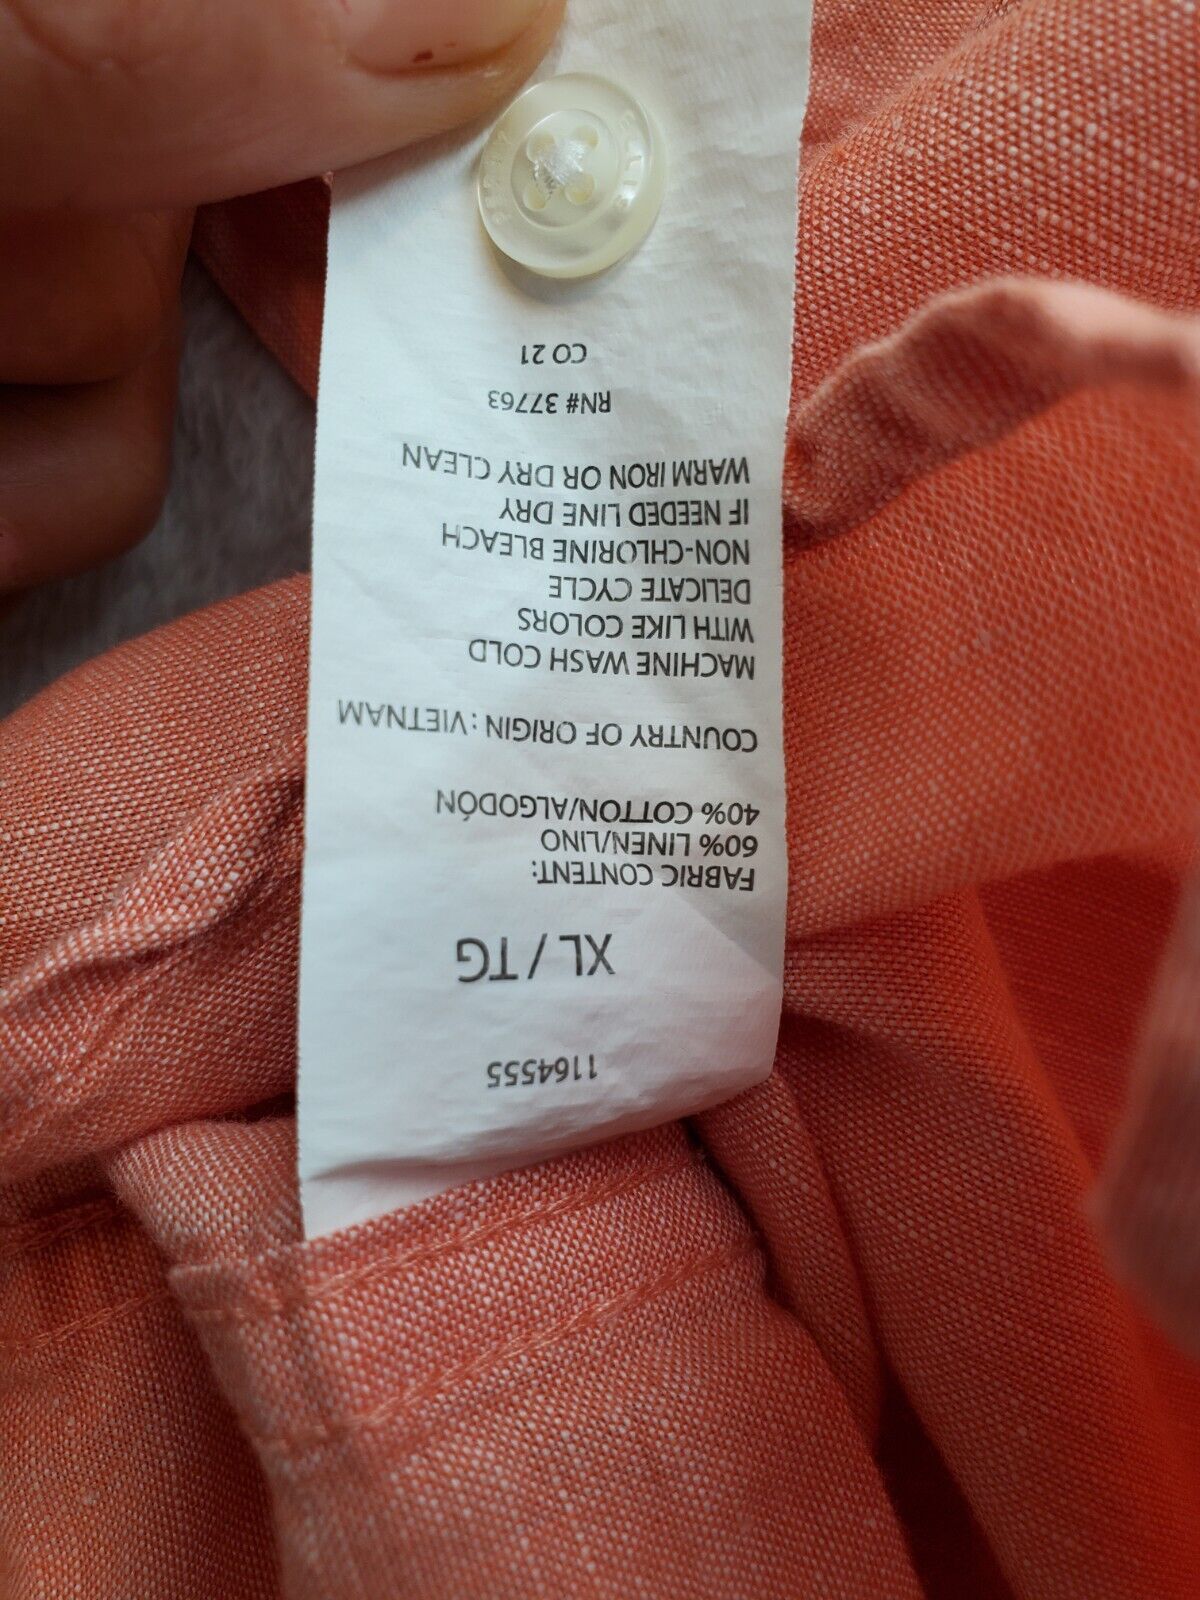 1164555
XL / TG
FABRIC CONTENT:
60% LINEN/LINO
40% COTTON/ALGODÓN
COUNTRY OF ORIGIN : VIETNAM
MACHINE WASH COLD
WITH LIKE COLORS
DELICATE CYCLE
NON-CHLORINE BLEACH
IF NEEDED LINE DRY
WARM IRON OR DRY CLEAN
RN# 37763
CO 21